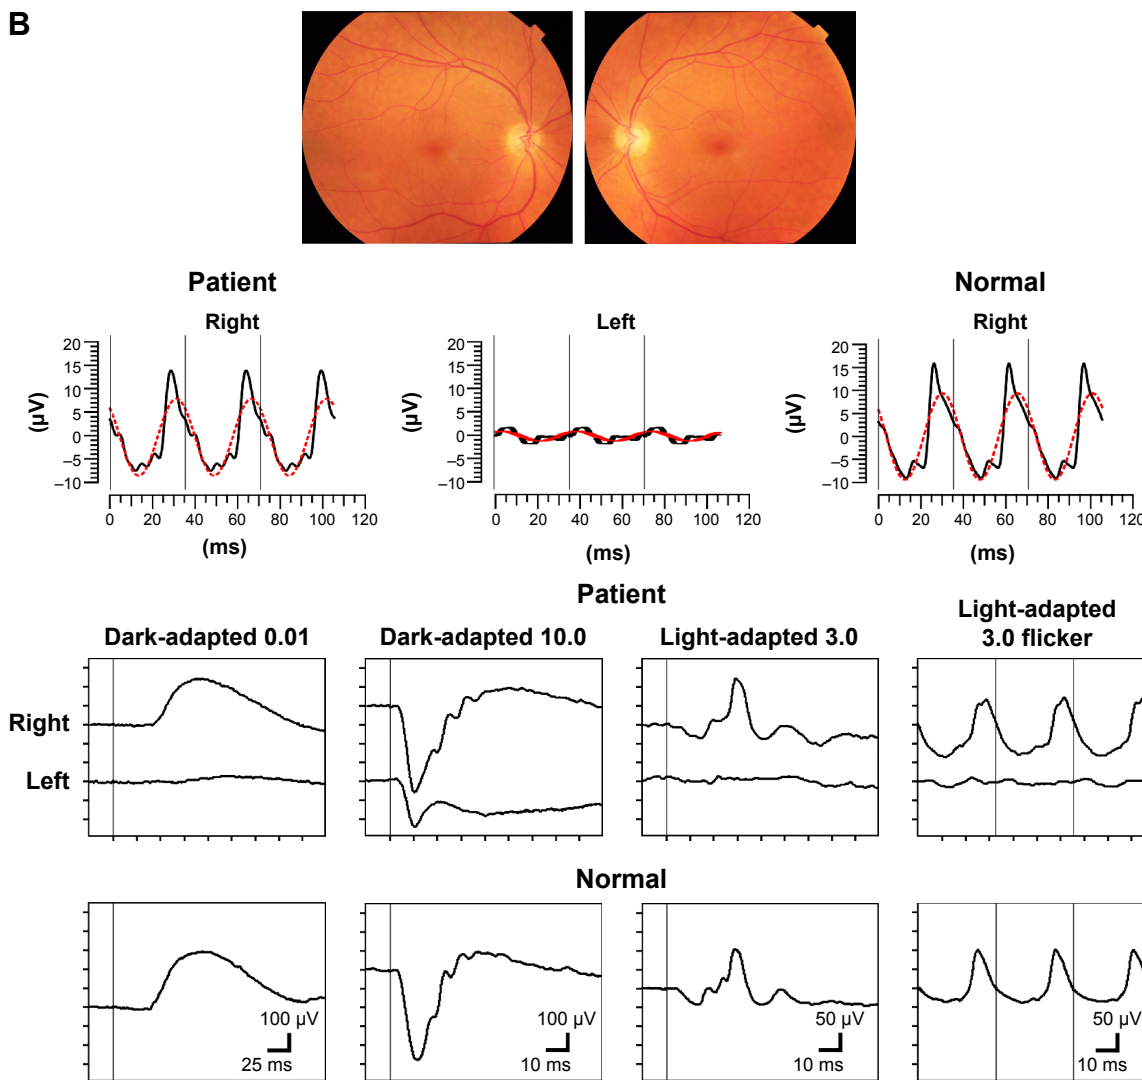 B
Patient
Normal
Right
Left
Right
20
15
10
5
0
–5
–10
(µV)
0 20 40 60 80 100 120
(ms)
20
15
10
5
0
–5
–10
(µV)
0 20 40 60 80 100 120
(ms)
20
15
10
5
0
–5
–10
(µV)
0 20 40 60 80 100 120
(ms)
Patient
Dark-adapted 0.01
Dark-adapted 10.0
Light-adapted 3.0
Light-adapted
3.0 flicker
Right
Left
Normal
100 µV
25 ms
100 µV
10 ms
50 µV
10 ms
50 µV
10 ms